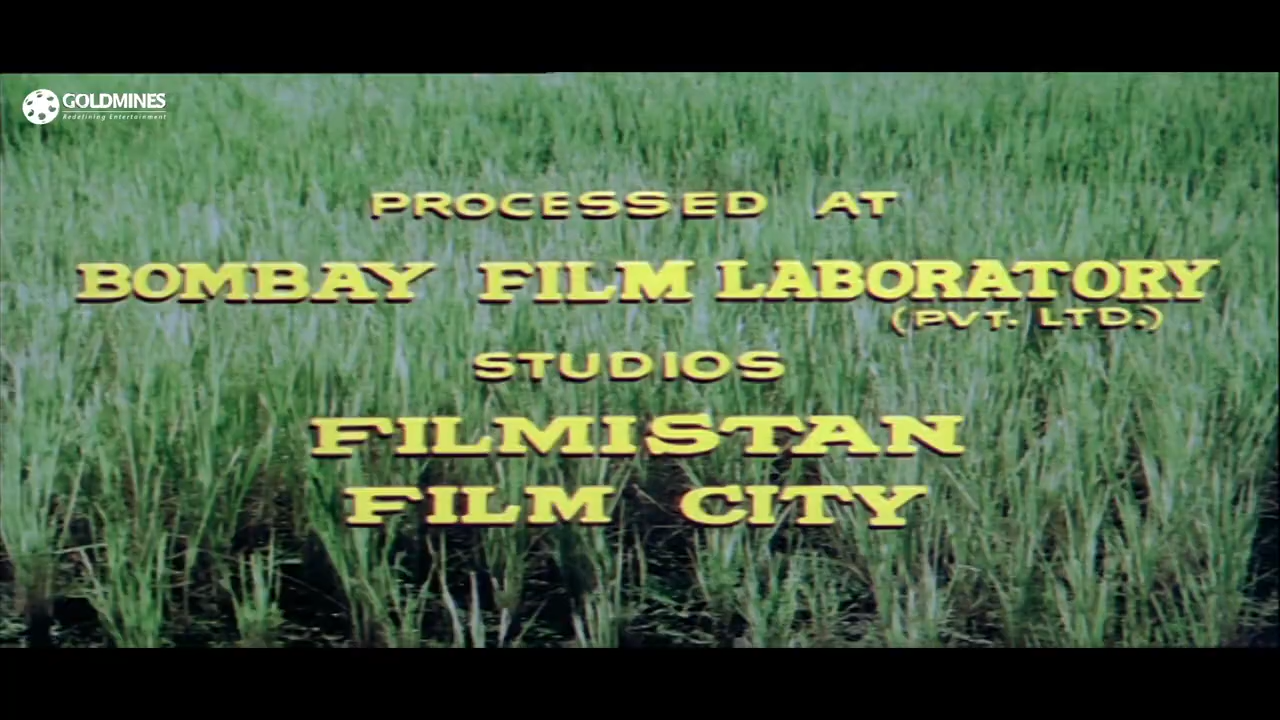 GOLDMINES
Redefining Entertainment
PROCESSED AT
BOMBAY FILM LABORATORY
(PVT. LTD.)
STUDIOS
FILMISTAN
FILM CITY